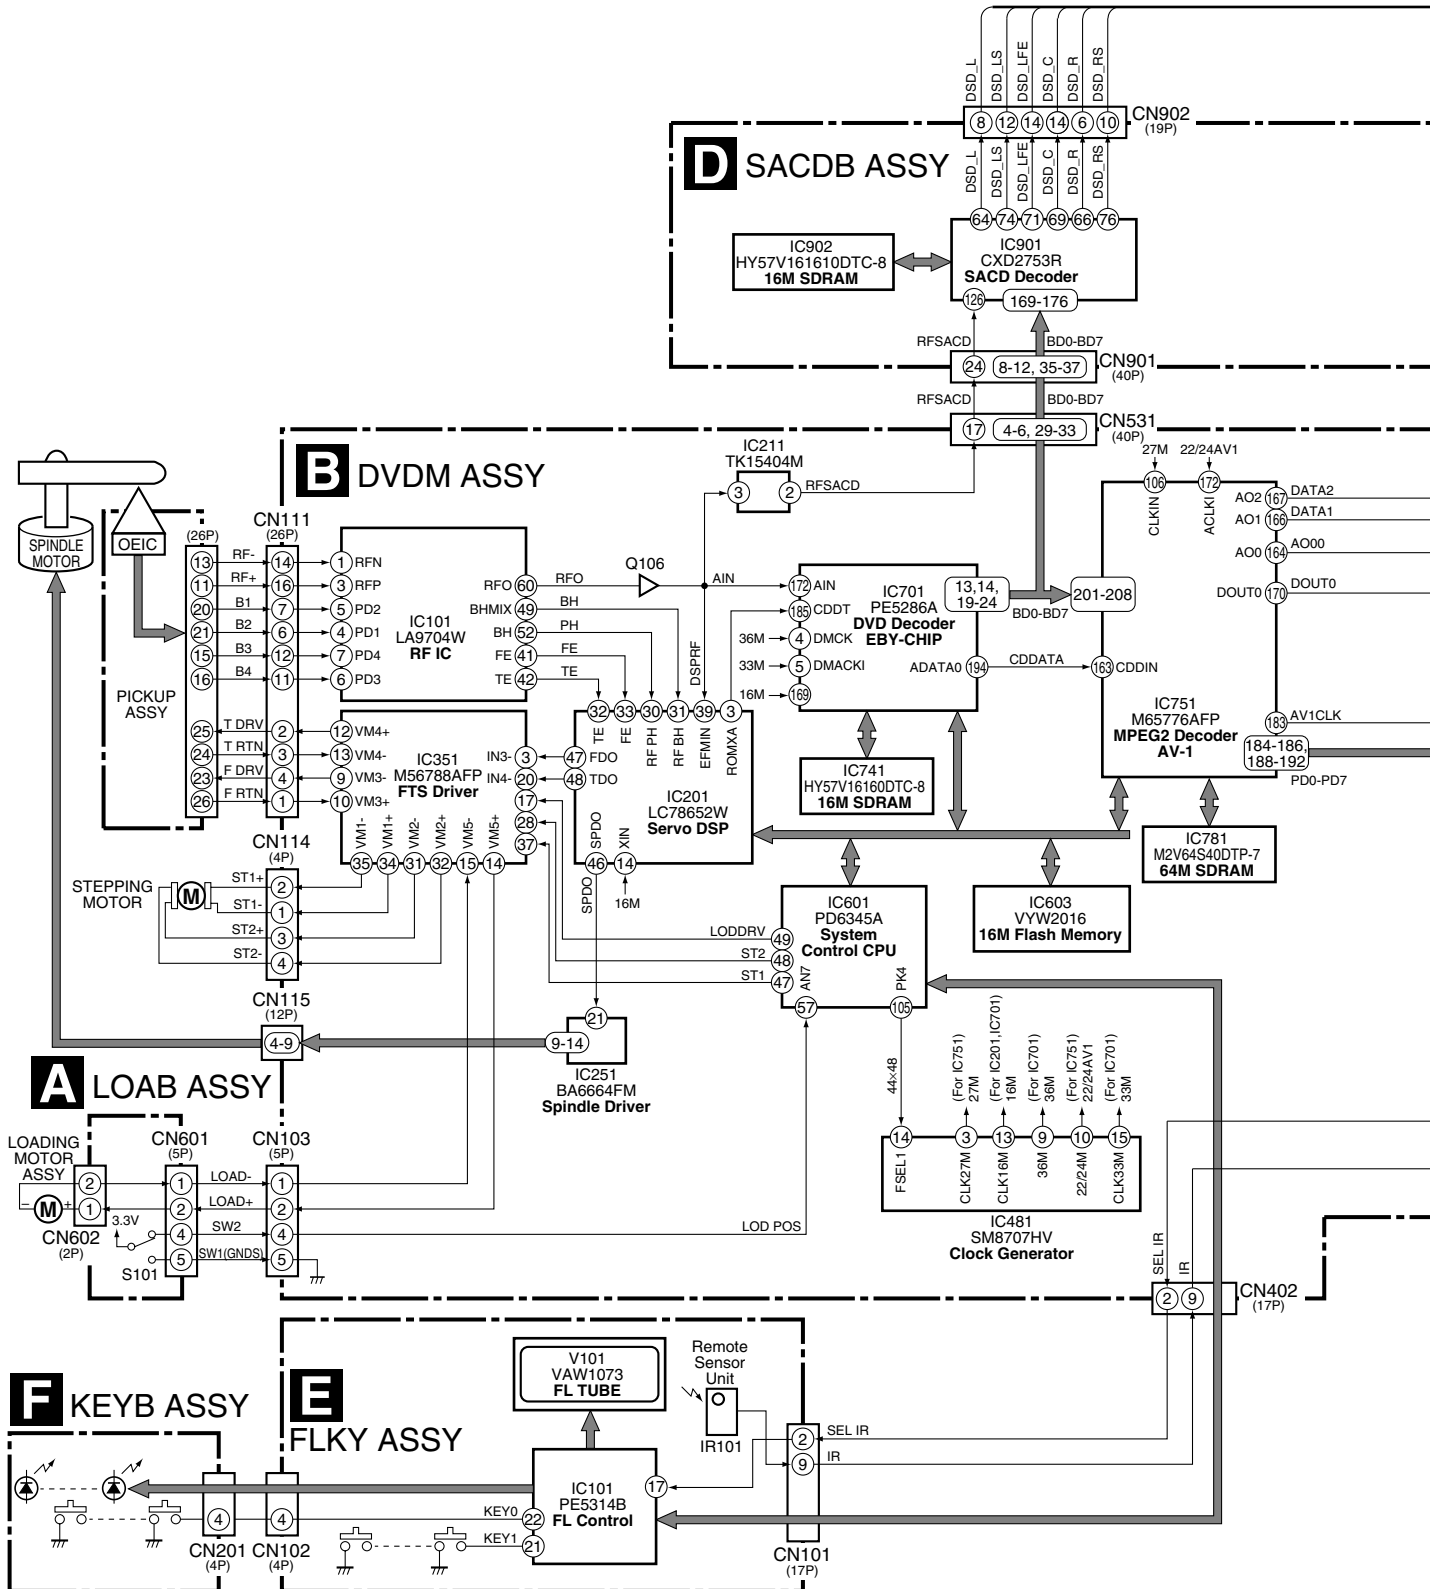 DSD_L
DSD_LS
DSD_LFE
DSD_C
DSD_R
DSD_RS
8
12
14
14
6
10
CN902
(19P)
D SACDB ASSY
DSD_L
DSD_LS
DSD_LFE
DSD_C
DSD_R
DSD_RS
64
74
71
69
66
76
IC902
HY57V161610DTC-8
16M SDRAM
IC901
CXD2753R
SACD Decoder
126
169-176
RFSACD
BD0-BD7
24
8-12, 35-37
CN901
(40P)
RFSACD
BD0-BD7
17
4-6, 29-33
CN531
(40P)
B DVDM ASSY
IC211
TK15404M
3
2
RFSACD
27M
22/24AV1
106
172
CLKIN
ACLKI
AO2
167
DATA2
AO1
166
DATA1
AO0
164
AO00
DOUT0
170
DOUT0
SPINDLE
MOTOR
OEIC
PICKUP
ASSY
(26P)
CN111
(26P)
13
RF-
14
1
RFN
11
RF+
16
3
RFP
20
B1
7
5
PD2
21
B2
6
4
PD1
15
B3
12
7
PD4
16
B4
11
6
PD3
IC101
LA9704W
RF IC
RFO
60
RFO
BHMIX
49
BH
BH
52
PH
FE
41
FE
TE
42
TE
Q106
AIN
DSPRF
172
AIN
185
CDDT
36M
4
DMCK
33M
5
DMACKI
16M
169
IC701
PE5286A
DVD Decoder
EBY-CHIP
13,14,
19-24
BD0-BD7
201-208
ADATA0
194
CDDATA
163
CDDIN
IC751
M65776AFP
MPEG2 Decoder
AV-1
183
AV1CLK
184-186,
188-192
PD0-PD7
25
T DRV
2
12
VM4+
24
T RTN
3
13
VM4-
23
F DRV
4
9
VM3-
26
F RTN
1
10
VM3+
IC351
M56788AFP
FTS Driver
IN3-
3
IN4-
20
17
28
37
VM1-
VM1+
VM2-
VM2+
VM5-
VM5+
35
34
31
32
15
14
32
33
30
31
39
3
TE
FE
RF PH
RF BH
EFMIN
ROMXA
47
FDO
48
TDO
IC201
LC78652W
Servo DSP
SPDO
XIN
46
14
SPDO
16M
IC741
HY57V16160DTC-8
16M SDRAM
IC781
M2V64S40DTP-7
64M SDRAM
CN114
(4P)
STEPPING
MOTOR
M
ST1+
2
ST1-
1
ST2+
3
ST2-
4
IC601
PD6345A
System
Control CPU
LODDRV
49
ST2
48
ST1
47
AN7
57
PK4
105
IC603
VYW2016
16M Flash Memory
CN115
(12P)
4-9
9-14
21
IC251
BA6664FM
Spindle Driver
44×48
(For IC751)
27M
(For IC201,IC701)
16M
(For IC701)
36M
(For IC751)
22/24AV1
(For IC701)
33M
14
3
13
9
10
15
FSEL1
CLK27M
CLK16M
36M
22/24M
CLK33M
IC481
SM8707HV
Clock Generator
A LOAB ASSY
LOADING
MOTOR
ASSY
CN601
(5P)
CN103
(5P)
M
−
+
2
1
CN602
(2P)
3.3V
S101
1
LOAD-
1
2
LOAD+
2
4
SW2
4
5
SW1(GNDS)
5
LOD POS
SEL IR
IR
2
9
CN402
(17P)
E
FLKY ASSY
V101
VAW1073
FL TUBE
Remote
Sensor
Unit
IR101
2
SEL IR
9
IR
CN101
(17P)
IC101
PE5314B
FL Control
17
KEY0
22
KEY1
21
F KEYB ASSY
4
4
CN201
(4P)
CN102
(4P)